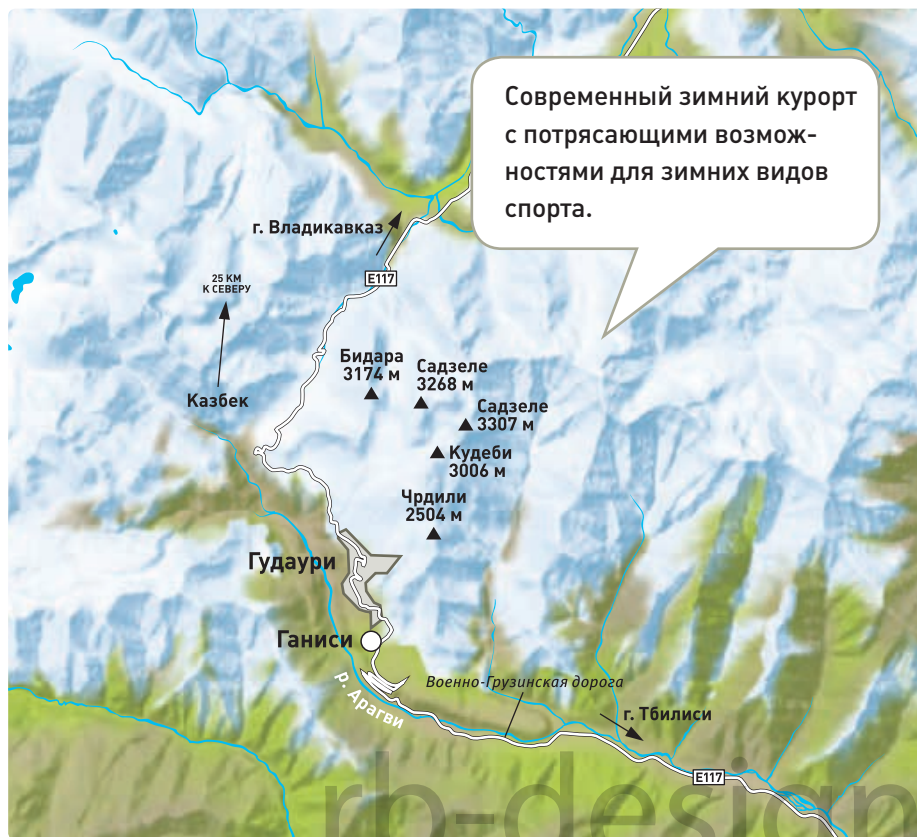 Современный зимний курорт
с потрясающими возмож-
ностями для зимних видов
спорта.
г. Владикавказ
E117
25 КМ
К СЕВЕРУ
Казбек
Бидара
3174 м
Садзеле
3268 м
Садзеле
3307 м
Кудеби
3006 м
Чрдили
2504 м
Гудаури
Ганиси
р. Арагви
Военно-Грузинская дорога
г. Тбилиси
E117
rb-design